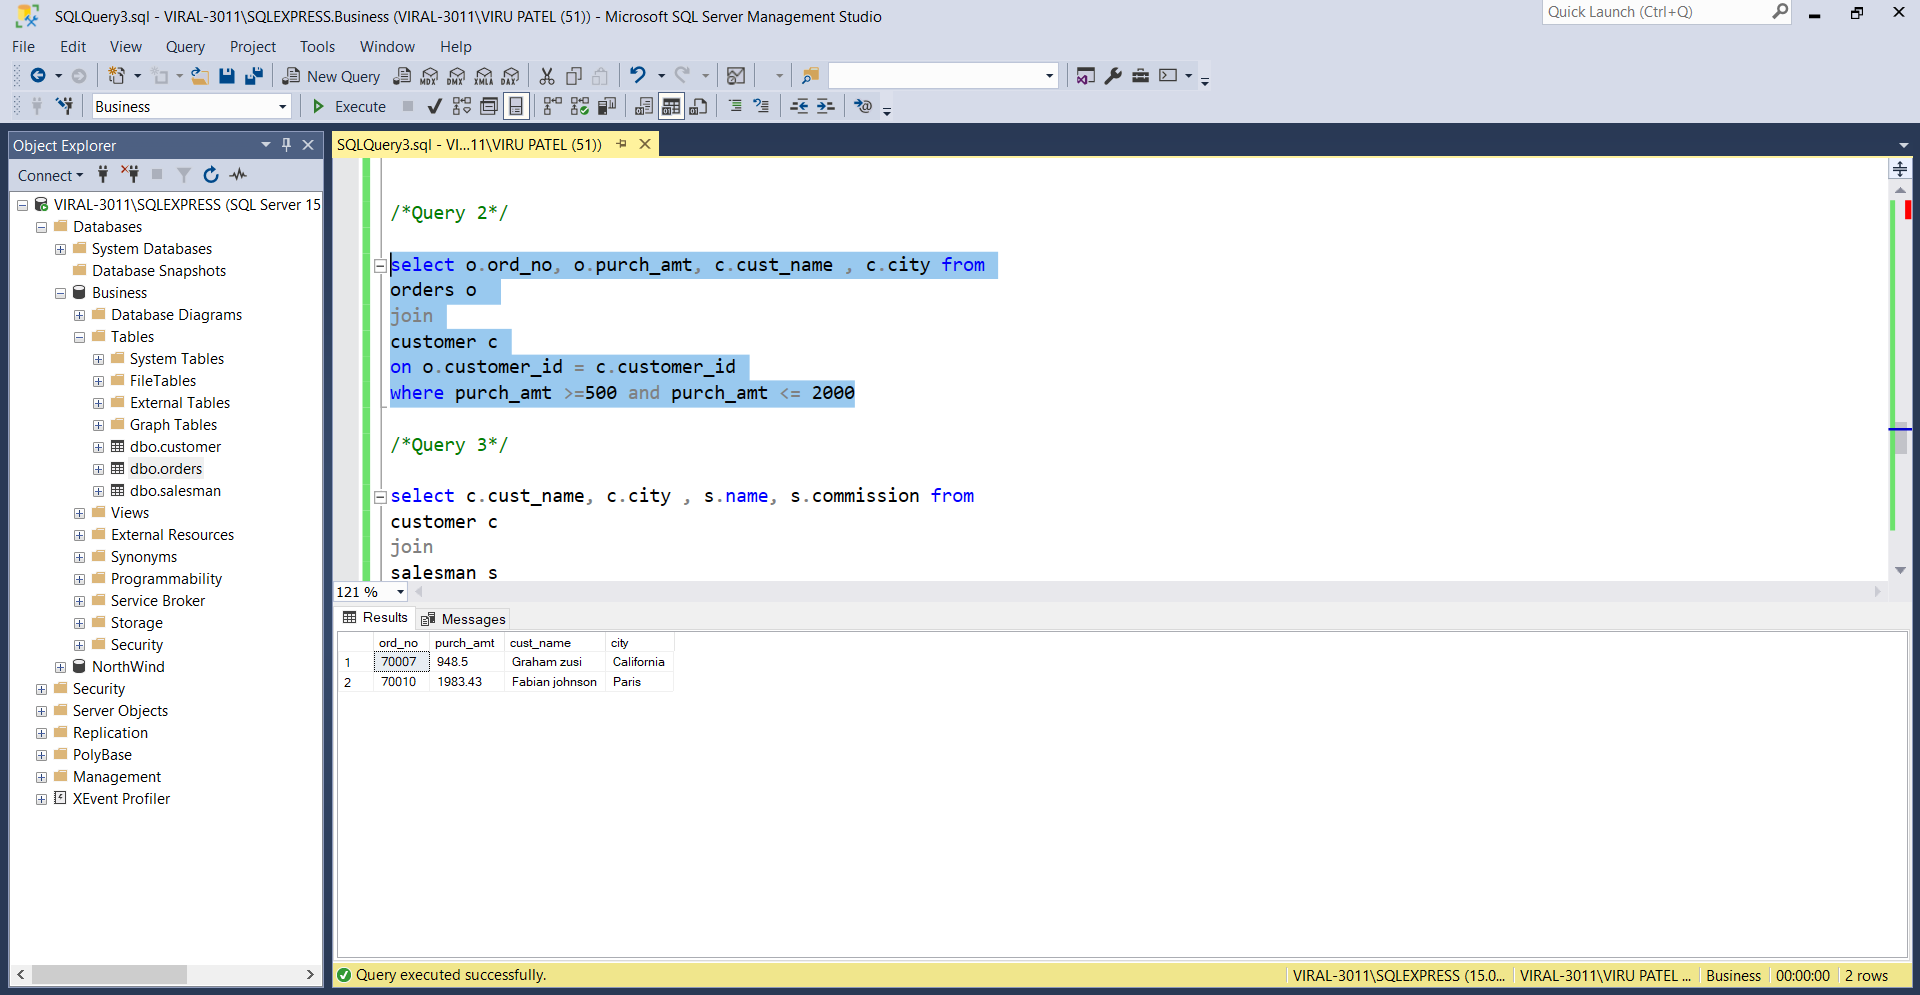 SQLQuery3.sql - VIRAL-3011\SQLEXPRESS.Business (VIRAL-3011\VIRU PATEL (51)) - Microsoft SQL Server Management Studio
Quick Launch (Ctrl+Q)
File Edit View Query Project Tools Window Help
New Query MDX DMX XMLA DAX
Business Execute
Object Explorer
Connect
VIRAL-3011\SQLEXPRESS (SQL Server 15
Databases
System Databases
Database Snapshots
Business
Database Diagrams
Tables
System Tables
FileTables
External Tables
Graph Tables
dbo.customer
dbo.orders
dbo.salesman
Views
External Resources
Synonyms
Programmability
Service Broker
Storage
Security
NorthWind
Security
Server Objects
Replication
PolyBase
Management
XEvent Profiler
SQLQuery3.sql - VI...11\VIRU PATEL (51))
/*Query 2*/
select o.ord_no, o.purch_amt, c.cust_name , c.city from
orders o
join
customer c
on o.customer_id = c.customer_id
where purch_amt >=500 and purch_amt <= 2000
/*Query 3*/
select c.cust_name, c.city , s.name, s.commission from
customer c
join
salesman s
121 %
Results Messages
ord_no purch_amt cust_name city
1 70007 948.5 Graham zusi California
2 70010 1983.43 Fabian johnson Paris
Query executed successfully.
VIRAL-3011\SQLEXPRESS (15.0... VIRAL-3011\VIRU PATEL ... Business 00:00:00 2 rows